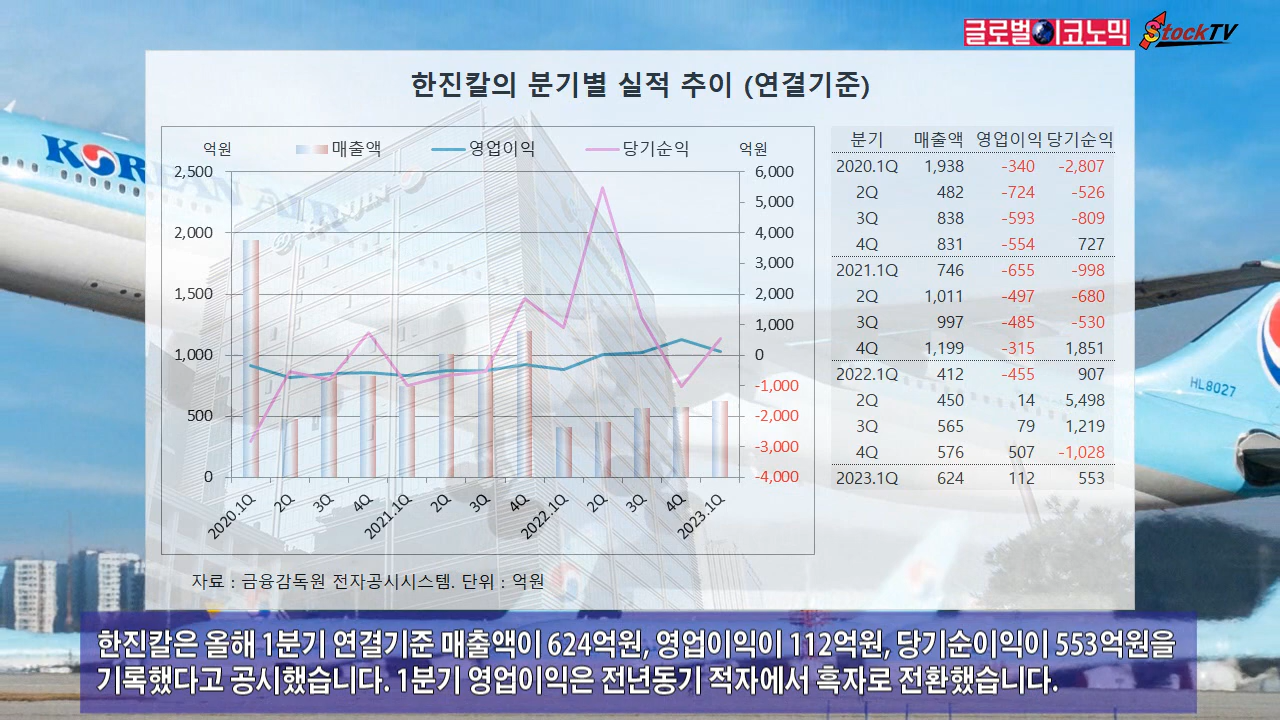 글로벌이코노믹 StockTV
한진칼의 분기별 실적 추이 (연결기준)
억원 매출액 영업이익 당기순익 억원
2,500 6,000
5,000
2,000 4,000
3,000
1,500 2,000
1,000
1,000 0
-1,000
500 -2,000
-3,000
0 -4,000
2020.1Q 2Q 3Q 4Q 2021.1Q 2Q 3Q 4Q 2022.1Q 2Q 3Q 4Q 2023.1Q
자료 : 금융감독원 전자공시시스템. 단위 : 억원
분기 매출액 영업이익 당기순익
2020.1Q 1,938 -340 -2,807
2Q 482 -724 -526
3Q 838 -593 -809
4Q 831 -554 727
2021.1Q 746 -655 -998
2Q 1,011 -497 -680
3Q 997 -485 -530
4Q 1,199 -315 1,851
2022.1Q 412 -455 907
2Q 450 14 5,498
3Q 565 79 1,219
4Q 576 507 -1,028
2023.1Q 624 112 553
KOREAN AIR
HL8027
한진칼은 올해 1분기 연결기준 매출액이 624억원, 영업이익이 112억원, 당기순이익이 553억원을
기록했다고 공시했습니다. 1분기 영업이익은 전년동기 적자에서 흑자로 전환했습니다.